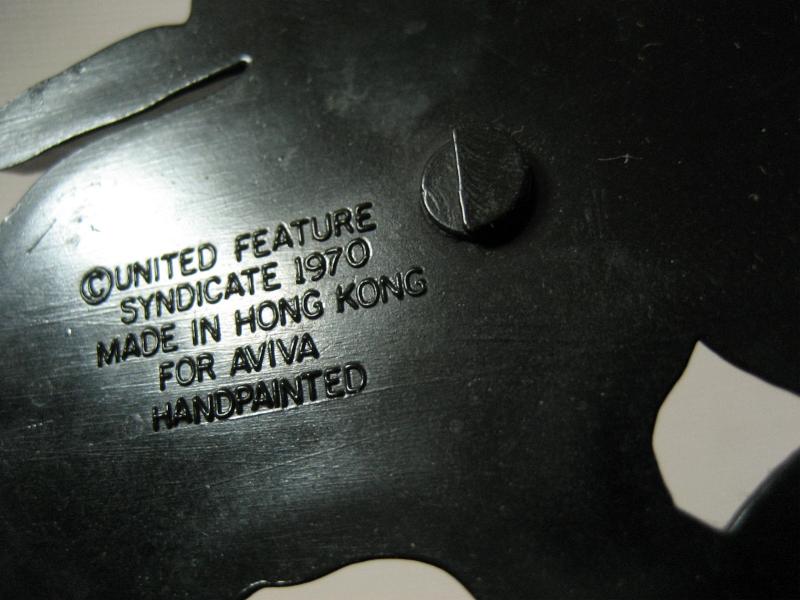 ©UNITED FEATURE
SYNDICATE 1970
MADE IN HONG KONG
FOR AVIVA
HANDPAINTED